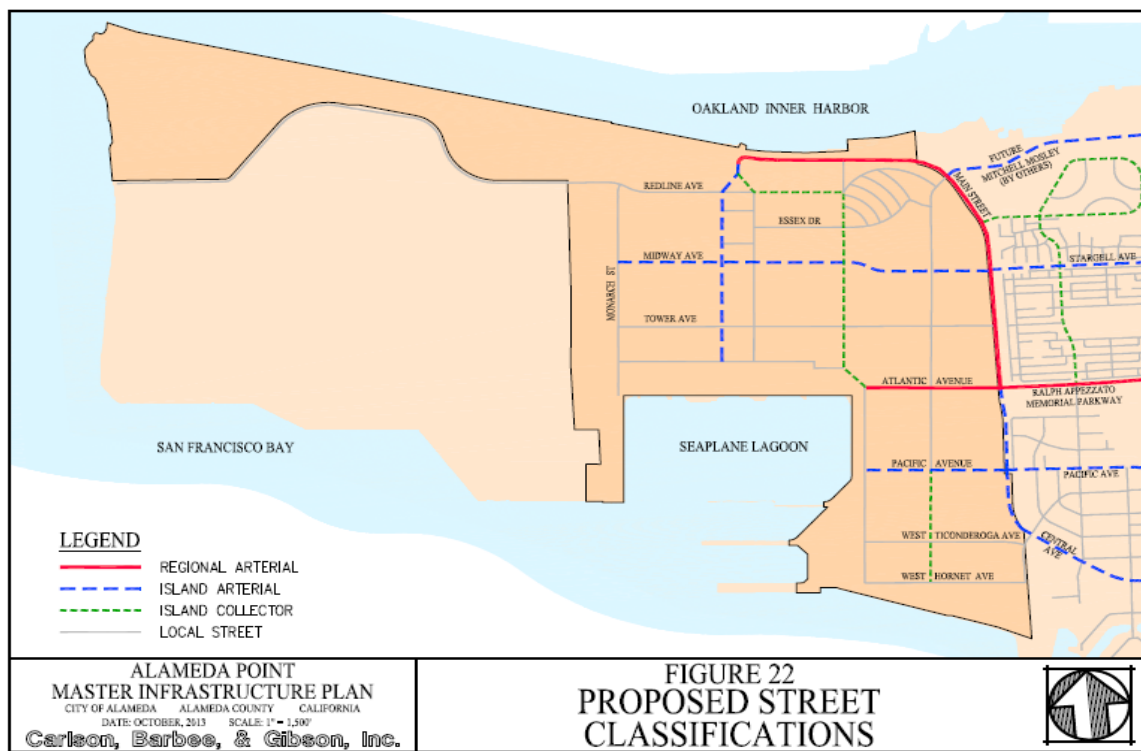 OAKLAND INNER HARBOR
FUTURE
MITCHELL MOSLEY
(BY OTHERS)
MAIN STREET
REDLINE AVE
ESSEX DR
MIDWAY AVE
STARGELL AVE
MONARCH ST
TOWER AVE
ATLANTIC AVENUE
RALPH APPEZZATO
MEMORIAL PARKWAY
SAN FRANCISCO BAY
SEAPLANE LAGOON
PACIFIC AVENUE
PACIFIC AVE
WEST TICONDEROGA AVE
CENTRAL
AVE
WEST HORNET AVE
LEGEND
REGIONAL ARTERIAL
ISLAND ARTERIAL
ISLAND COLLECTOR
LOCAL STREET
ALAMEDA POINT
MASTER INFRASTRUCTURE PLAN
CITY OF ALAMEDA ALAMEDA COUNTY CALIFORNIA
DATE: OCTOBER, 2013 SCALE: 1" = 1,500'
Carlson, Barbee, & Gibson, Inc.
FIGURE 22
PROPOSED STREET
CLASSIFICATIONS